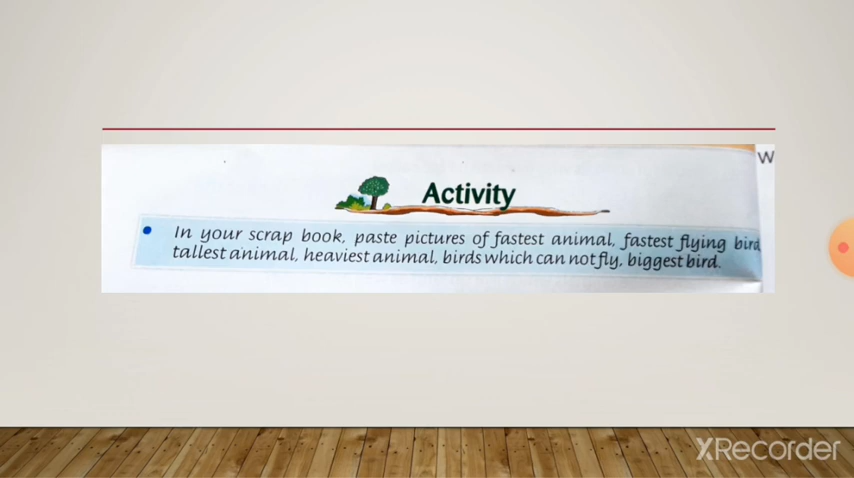 W
Activity
In your scrap book, paste pictures of fastest animal, fastest flying bird
tallest animal, heaviest animal, birds which can not fly, biggest bird.
XRecorder